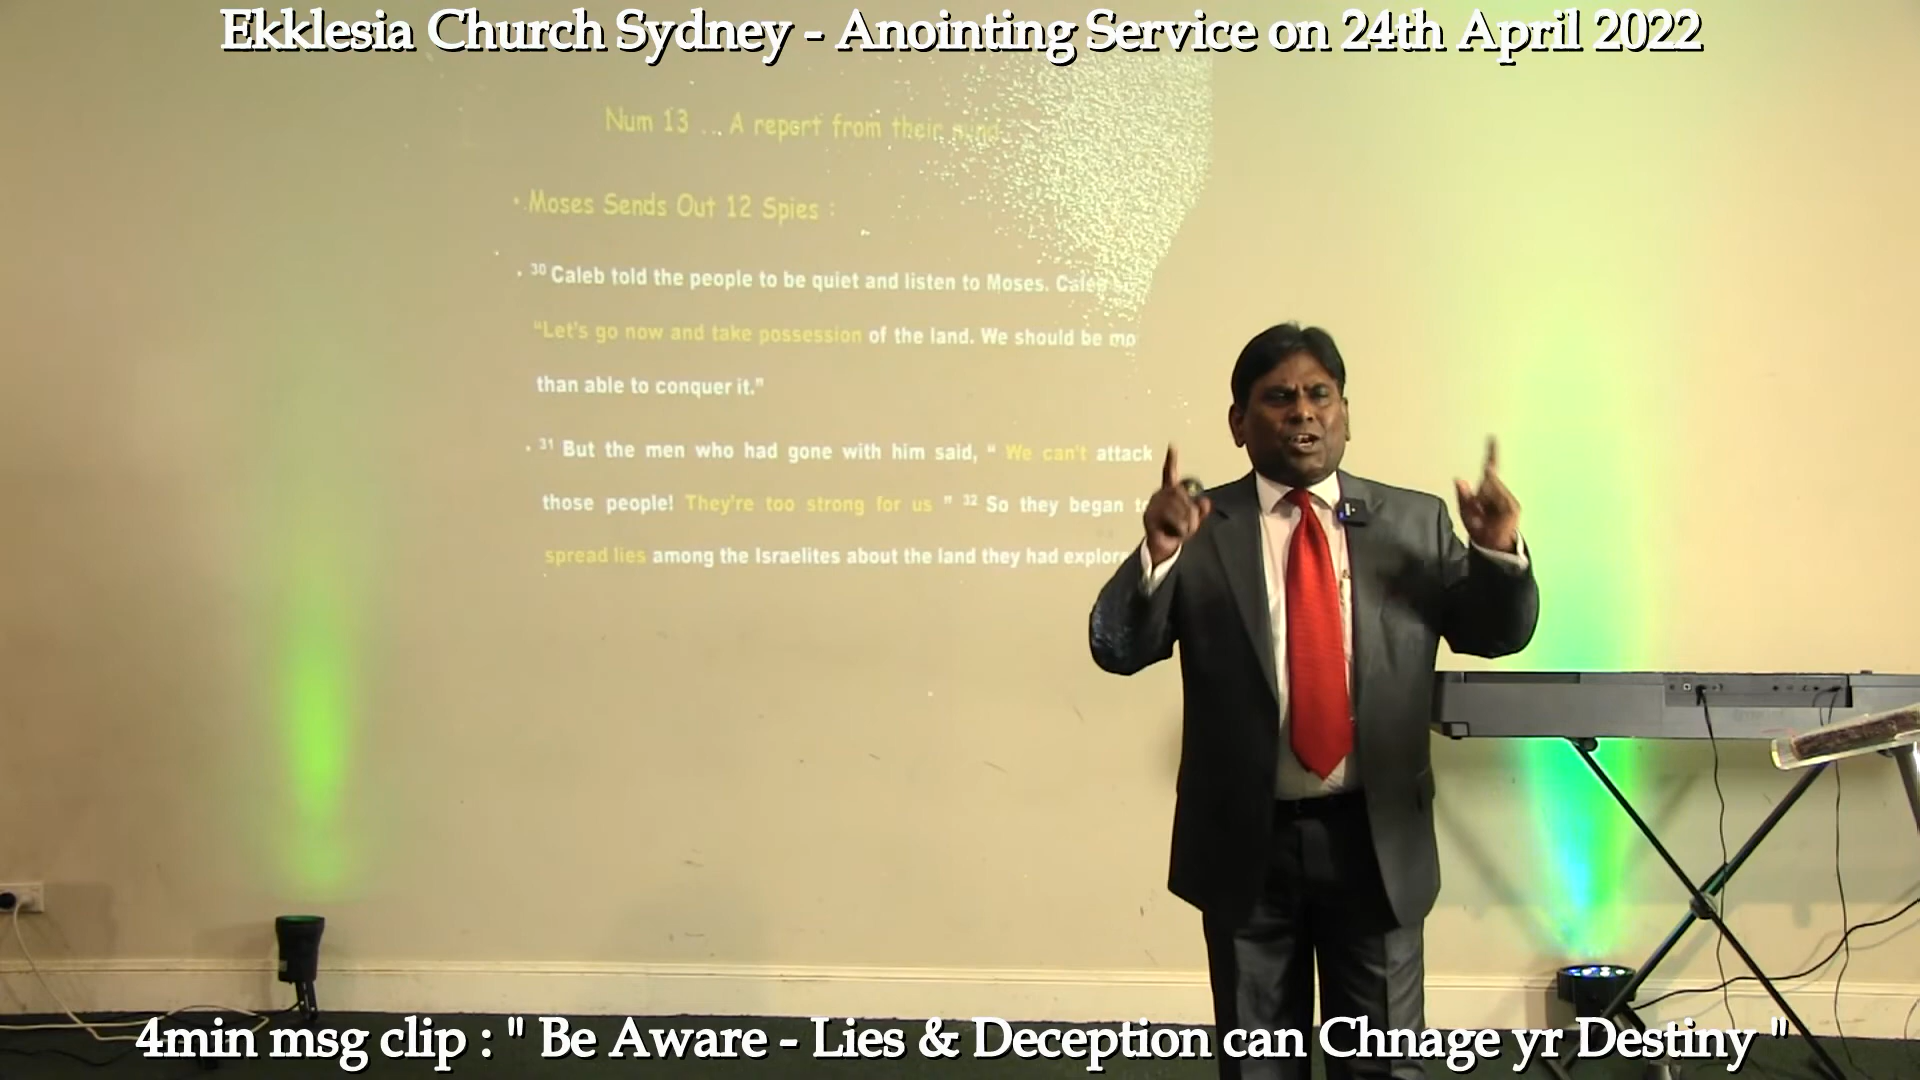 Ekklesia Church Sydney - Anointing Service on 24th April 2022
Num 13 ... A report from their
• Moses Sends Out 12 Spies :
• 30 Caleb told the people to be quiet and listen to Moses. Caleb
“Let's go now and take possession of the land. We should be mo
than able to conquer it.”
• 31 But the men who had gone with him said, “ We can't attack
those people! They're too strong for us ” 32 So they began t
spread lies among the Israelites about the land they had explor
4min msg clip : " Be Aware - Lies & Deception can Chnage yr Destiny "